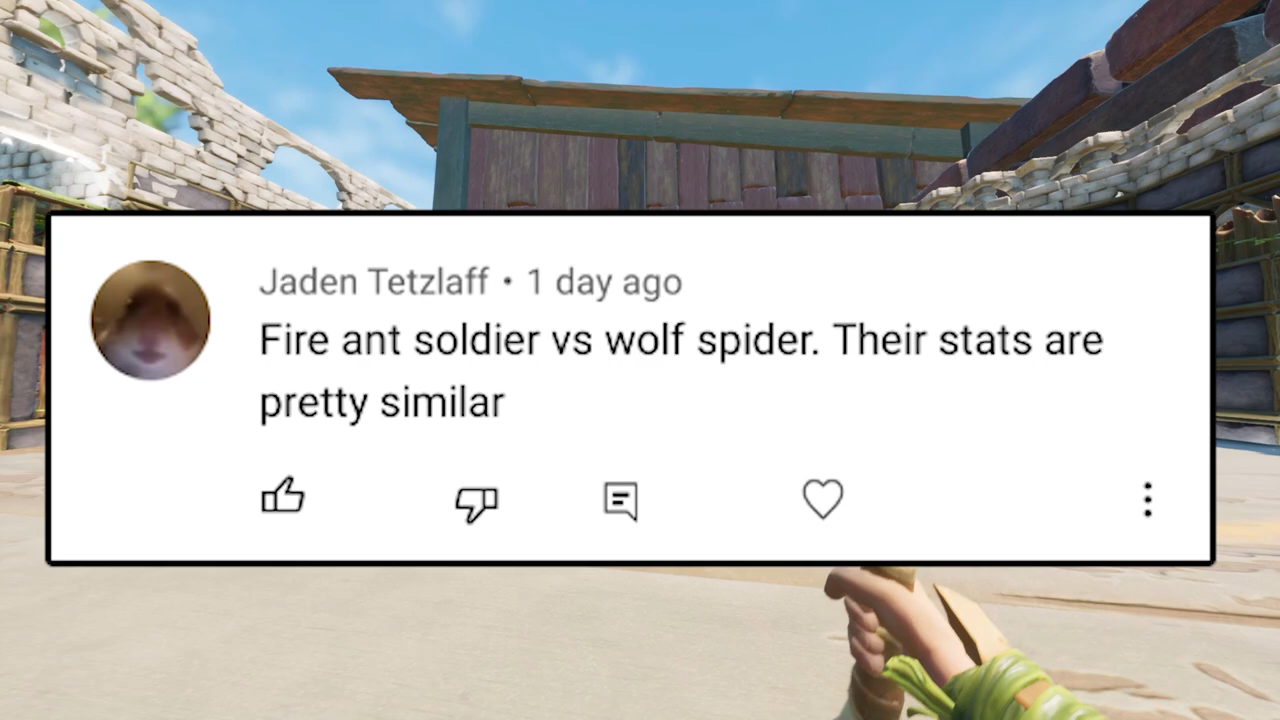 Jaden Tetzlaff • 1 day ago
Fire ant soldier vs wolf spider. Their stats are
pretty similar